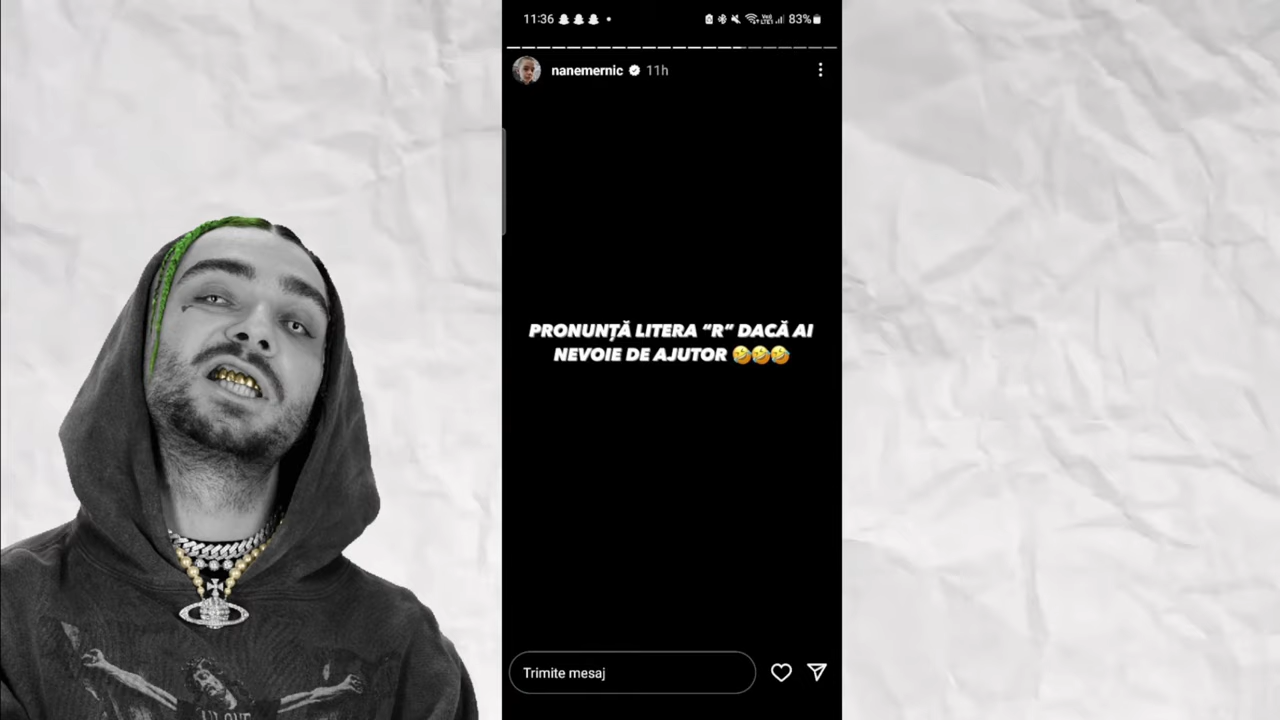 11:36
83%
nanemernic 11h
PRONUNȚĂ LITERA “R“ DACĂ AI
NEVOIE DE AJUTOR 🤣🤣🤣
Trimite mesaj